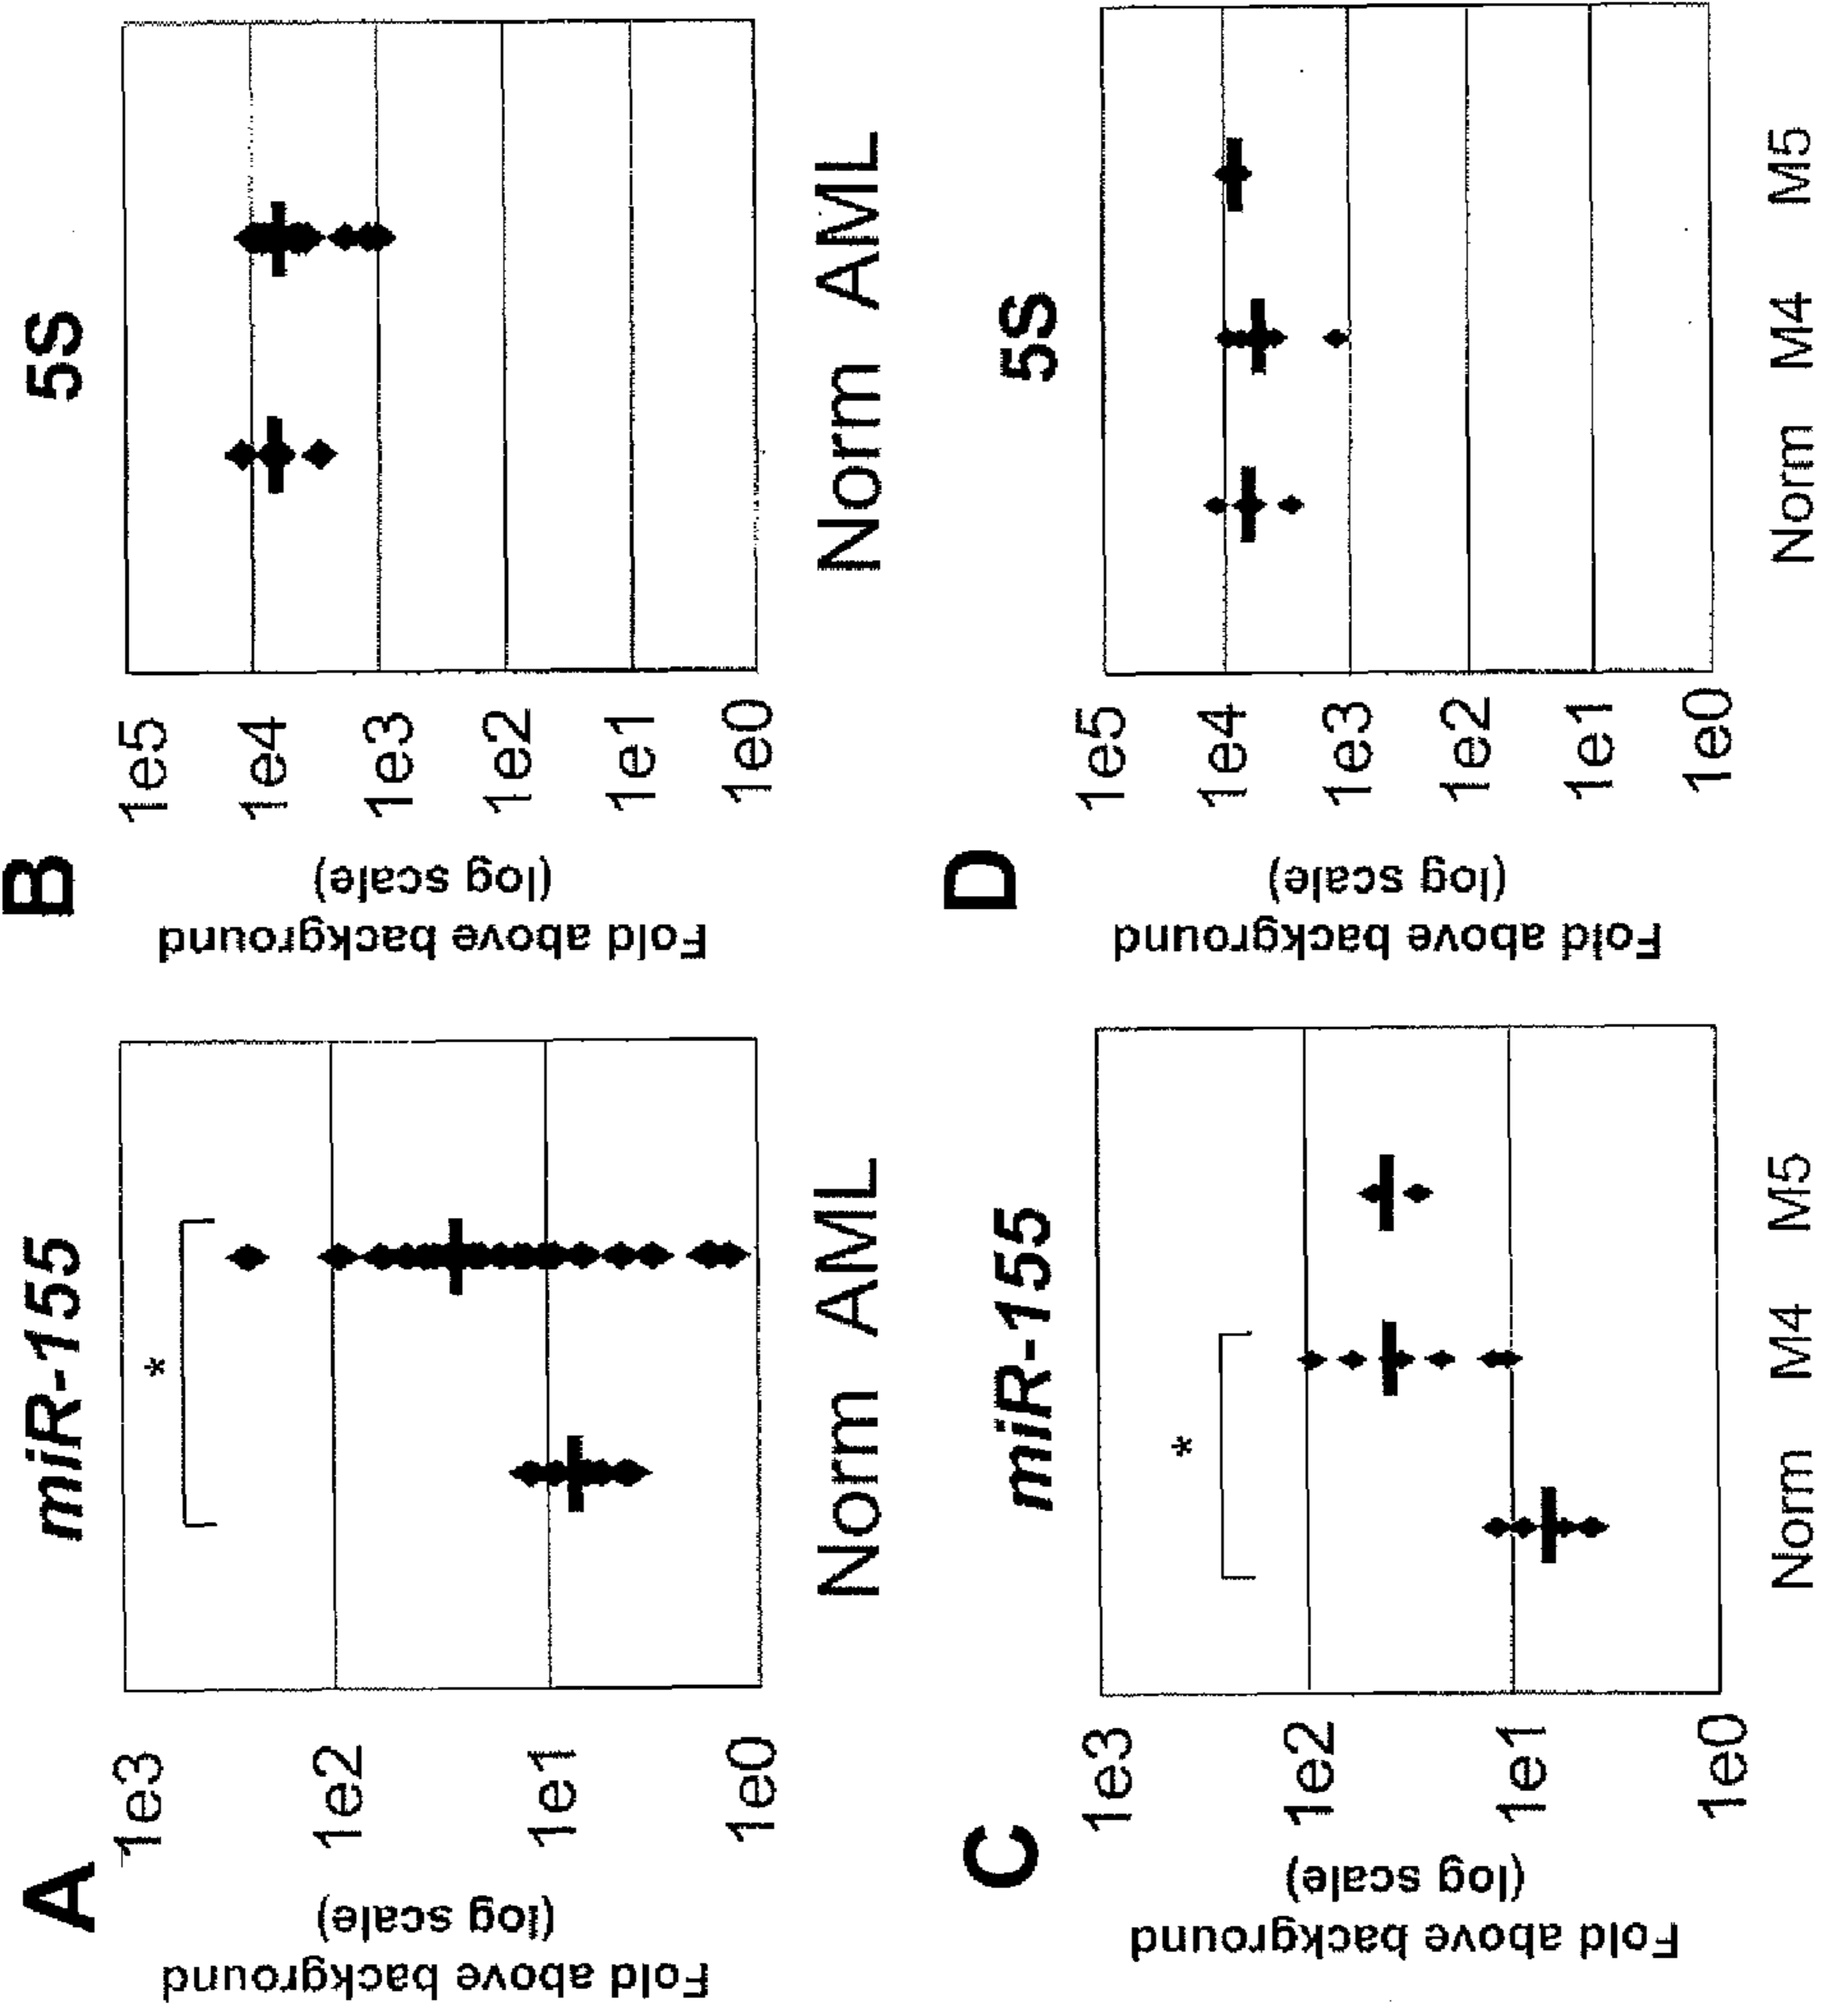 A
miR-155
Fold above background
(log scale)
1e3
1e2
1e1
1e0
*
Norm AML
B
5S
Fold above background
(log scale)
1e5
1e4
1e3
1e2
1e1
1e0
Norm AML
C
miR-155
Fold above background
(log scale)
1e3
1e2
1e1
1e0
*
Norm M4 M5
D
5S
Fold above background
(log scale)
1e5
1e4
1e3
1e2
1e1
1e0
Norm M4 M5